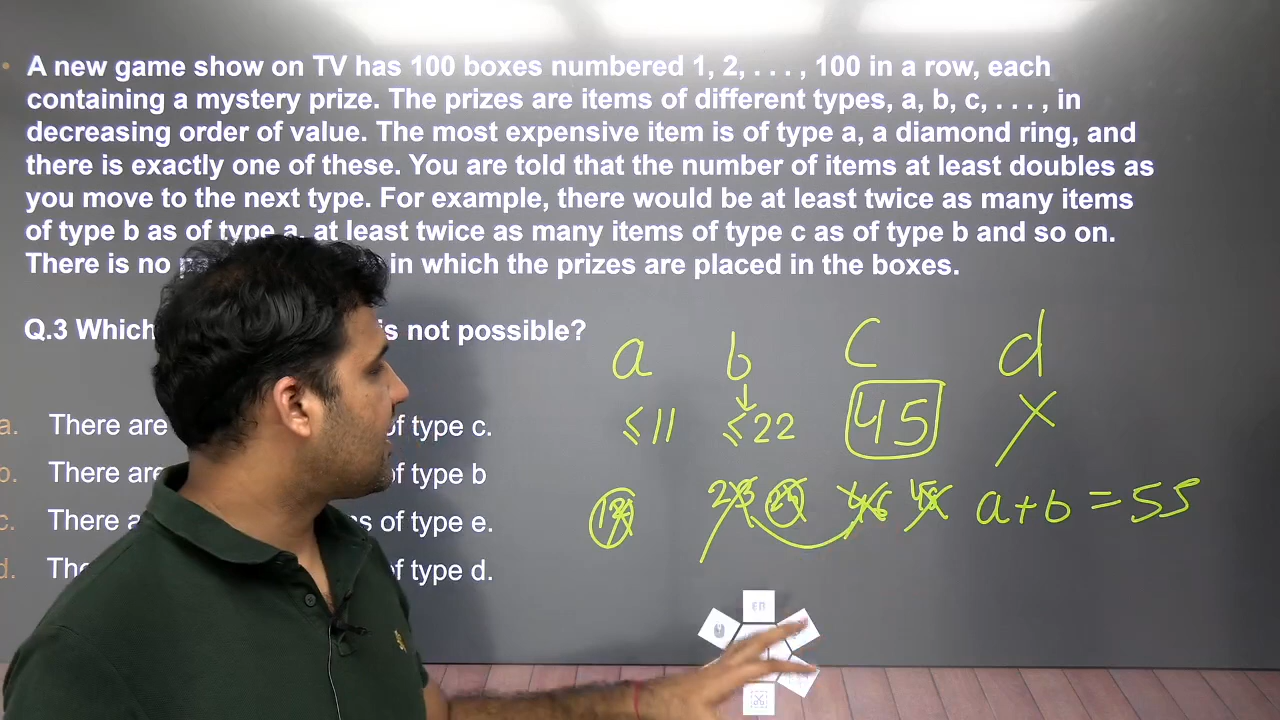 A new game show on TV has 100 boxes numbered 1, 2, . . . , 100 in a row, each
containing a mystery prize. The prizes are items of different types, a, b, c, . . . , in
decreasing order of value. The most expensive item is of type a, a diamond ring, and
there is exactly one of these. You are told that the number of items at least doubles as
you move to the next type. For example, there would be at least twice as many items
of type b as of type a, at least twice as many items of type c as of type b and so on.
There is no in which the prizes are placed in the boxes.
Q.3 Which is not possible?
a. There are of type c.
b. There are of type b
c. of type e.
d. of type d.
a b c d
≤11 ≤22 45 X
a+b = 55